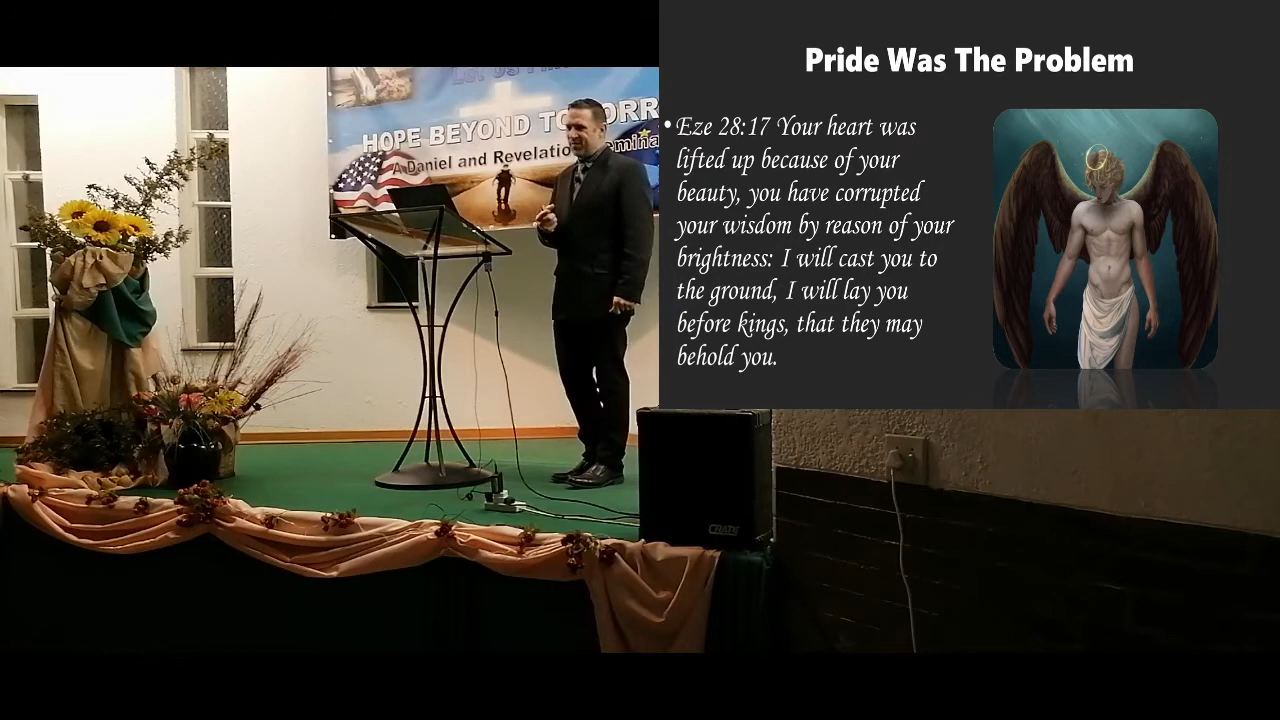 HOPE BEYOND TO
ORR
A Daniel and Revelatio
Pride Was The Problem
• Eze 28:17 Your heart was
lifted up because of your
beauty, you have corrupted
your wisdom by reason of your
brightness: I will cast you to
the ground, I will lay you
before kings, that they may
behold you.
CRATE